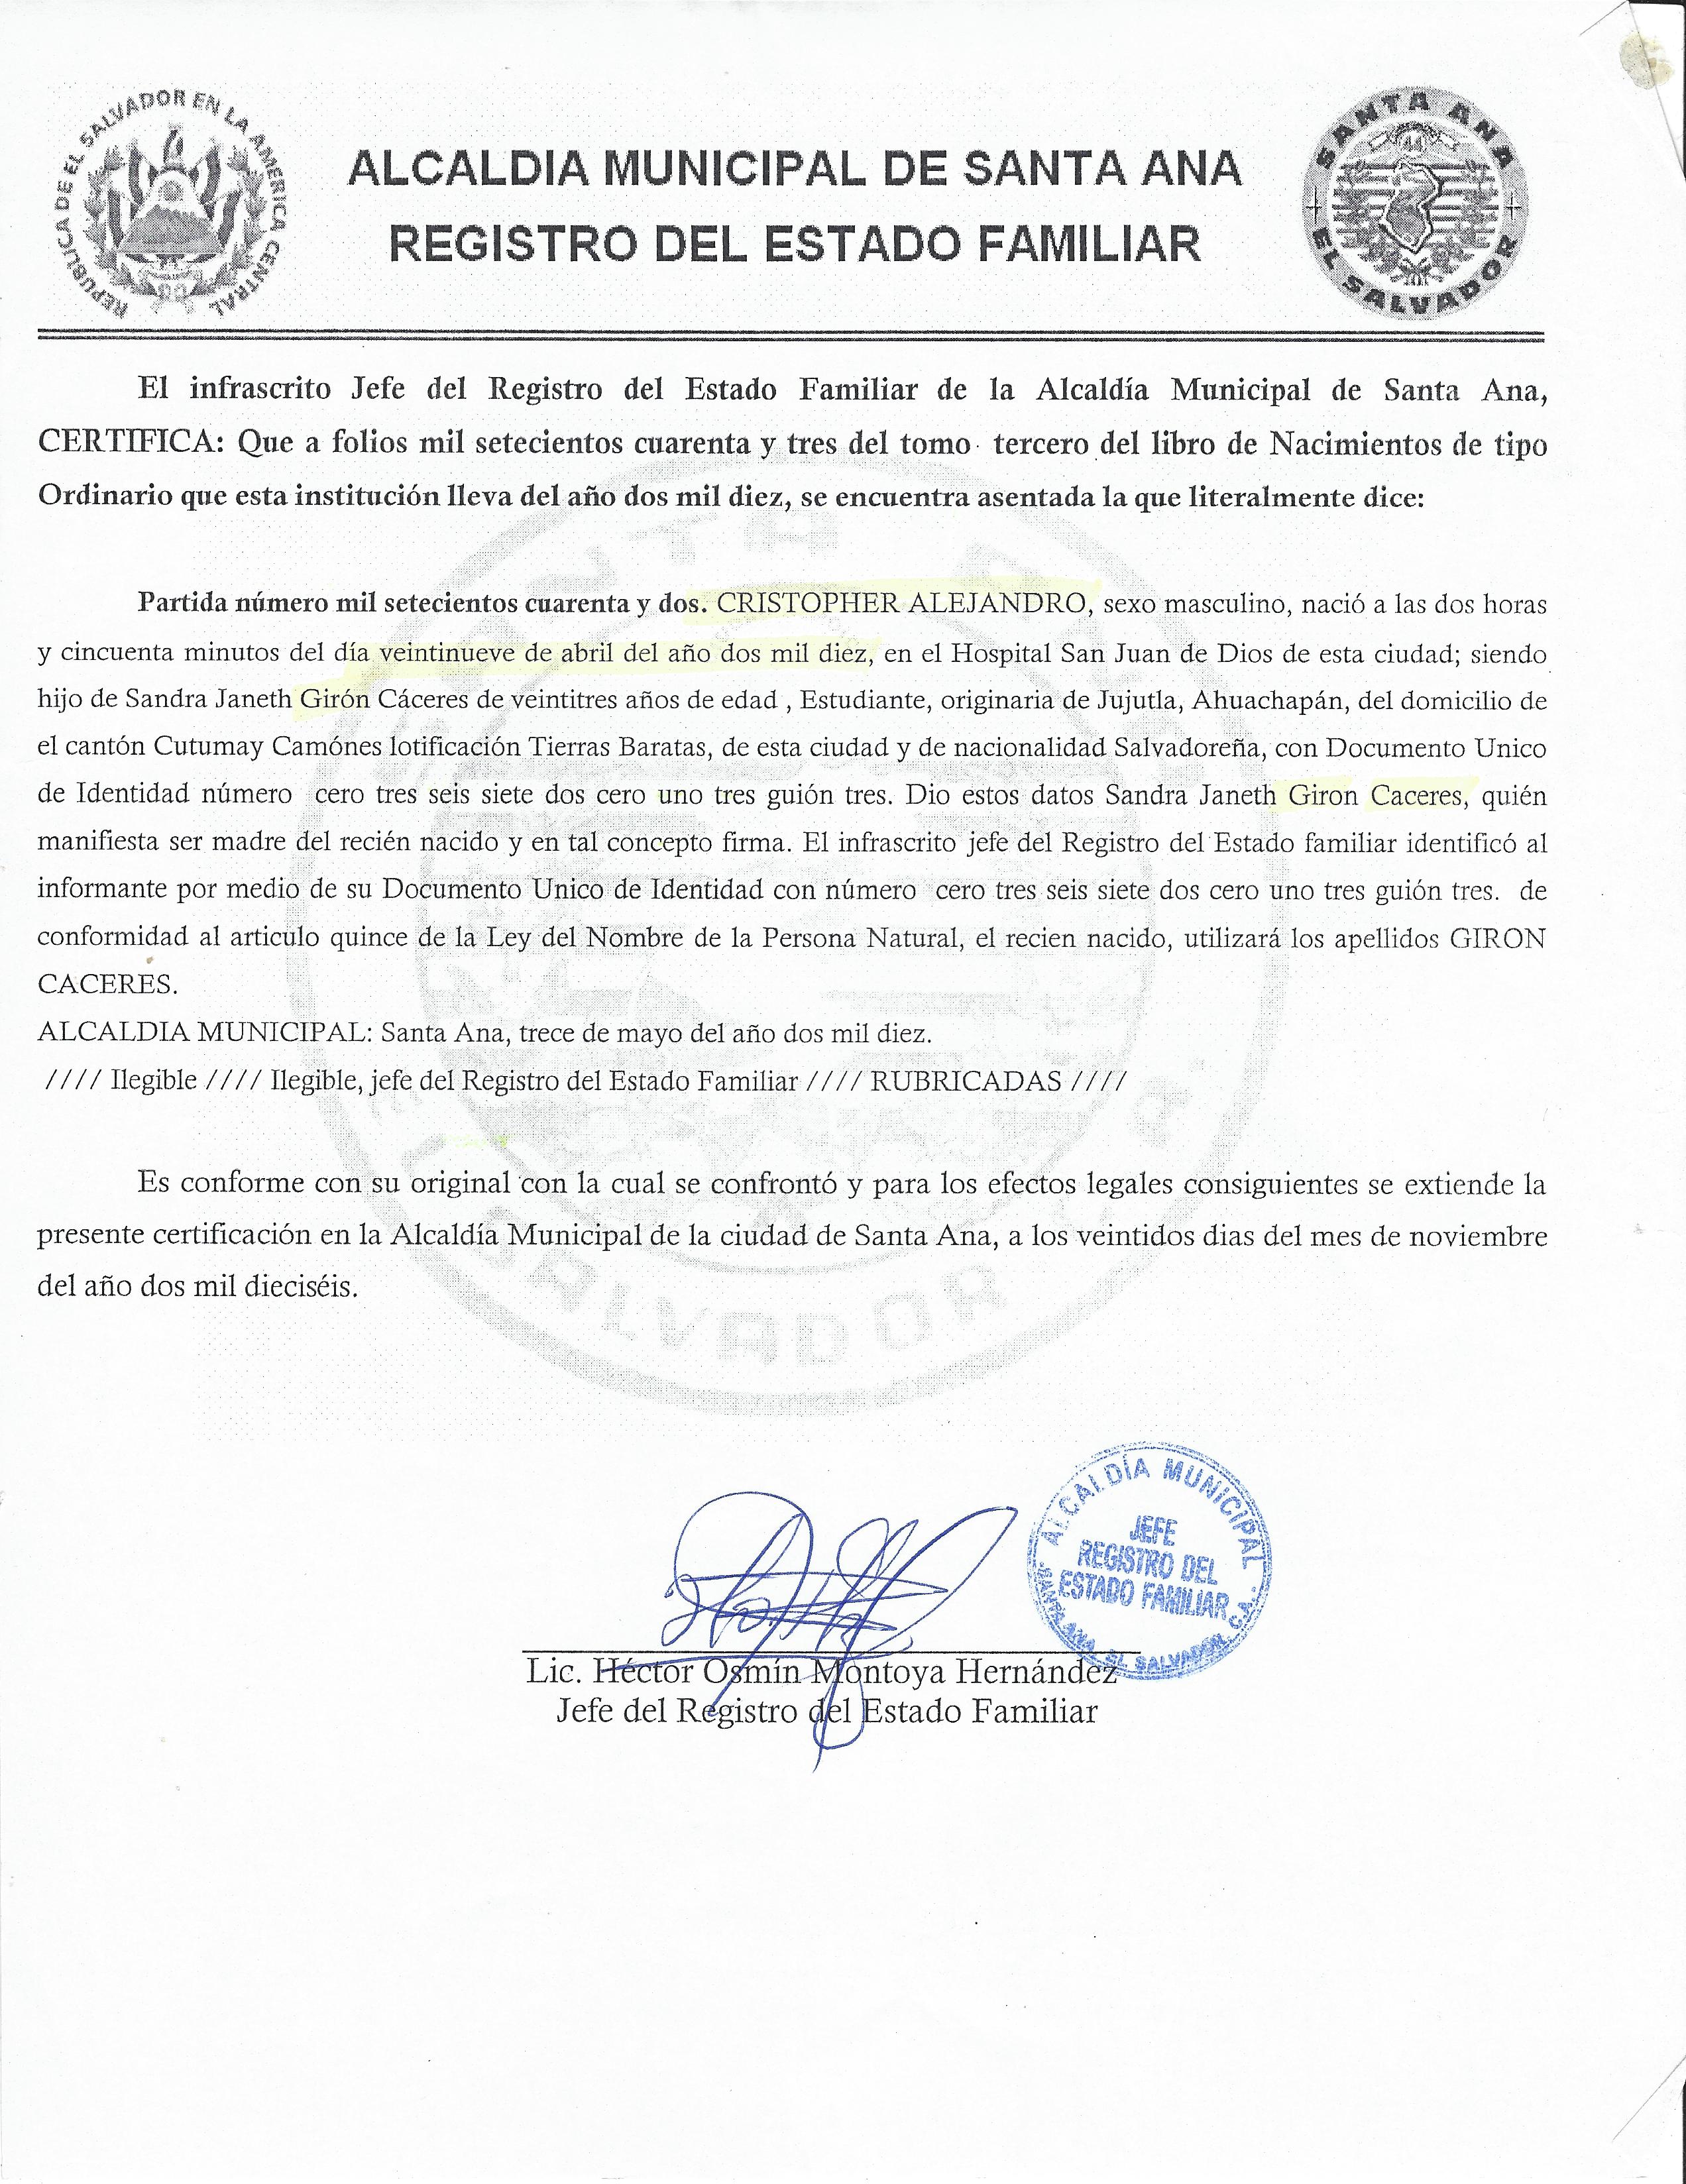 REPUBLICA DE EL SALVADOR EN LA AMERICA CENTRAL
ALCALDIA MUNICIPAL DE SANTA ANA
REGISTRO DEL ESTADO FAMILIAR
SANTA ANA
EL SALVADOR
El infrascrito Jefe del Registro del Estado Familiar de la Alcaldía Municipal de Santa Ana,
CERTIFICA: Que a folios mil setecientos cuarenta y tres del tomo tercero del libro de Nacimientos de tipo
Ordinario que esta institución lleva del año dos mil diez, se encuentra asentada la que literalmente dice:
Partida número mil setecientos cuarenta y dos. CRISTOPHER ALEJANDRO, sexo masculino, nació a las dos horas
y cincuenta minutos del día veintinueve de abril del año dos mil diez, en el Hospital San Juan de Dios de esta ciudad; siendo
hijo de Sandra Janeth Girón Cáceres de veintitres años de edad , Estudiante, originaria de Jujutla, Ahuachapán, del domicilio de
el cantón Cutumay Camónes lotificación Tierras Baratas, de esta ciudad y de nacionalidad Salvadoreña, con Documento Unico
de Identidad número cero tres seis siete dos cero uno tres guión tres. Dio estos datos Sandra Janeth Giron Caceres, quién
manifiesta ser madre del recién nacido y en tal concepto firma. El infrascrito jefe del Registro del Estado familiar identificó al
informante por medio de su Documento Unico de Identidad con número cero tres seis siete dos cero uno tres guión tres. de
conformidad al articulo quince de la Ley del Nombre de la Persona Natural, el recien nacido, utilizará los apellidos GIRON
CACERES.
ALCALDIA MUNICIPAL: Santa Ana, trece de mayo del año dos mil diez.
//// Ilegible //// Ilegible, jefe del Registro del Estado Familiar //// RUBRICADAS ////
Es conforme con su original con la cual se confrontó y para los efectos legales consiguientes se extiende la
presente certificación en la Alcaldía Municipal de la ciudad de Santa Ana, a los veintidos dias del mes de noviembre
del año dos mil dieciséis.
ALCALDÍA MUNICIPAL
JEFE
REGISTRO DEL
ESTADO FAMILIAR
SANTA ANA, EL SALVADOR, C.A.
Lic. Héctor Osmín Montoya Hernández
Jefe del Registro del Estado Familiar